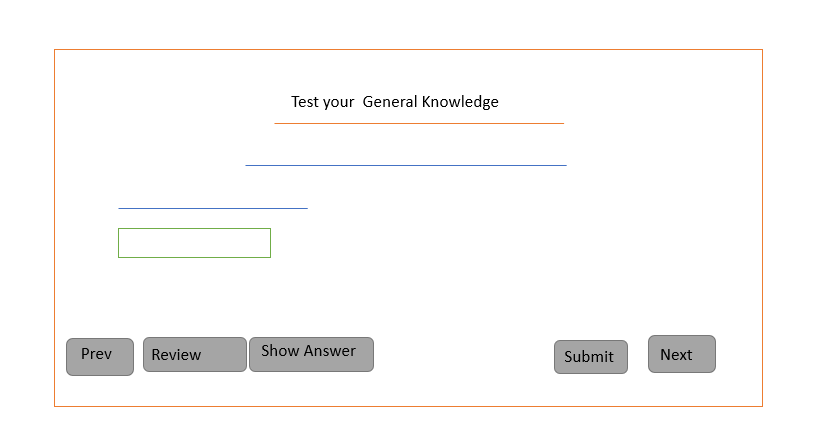 Test your  General Knowledge
Prev
Review
Show Answer
Submit
Next